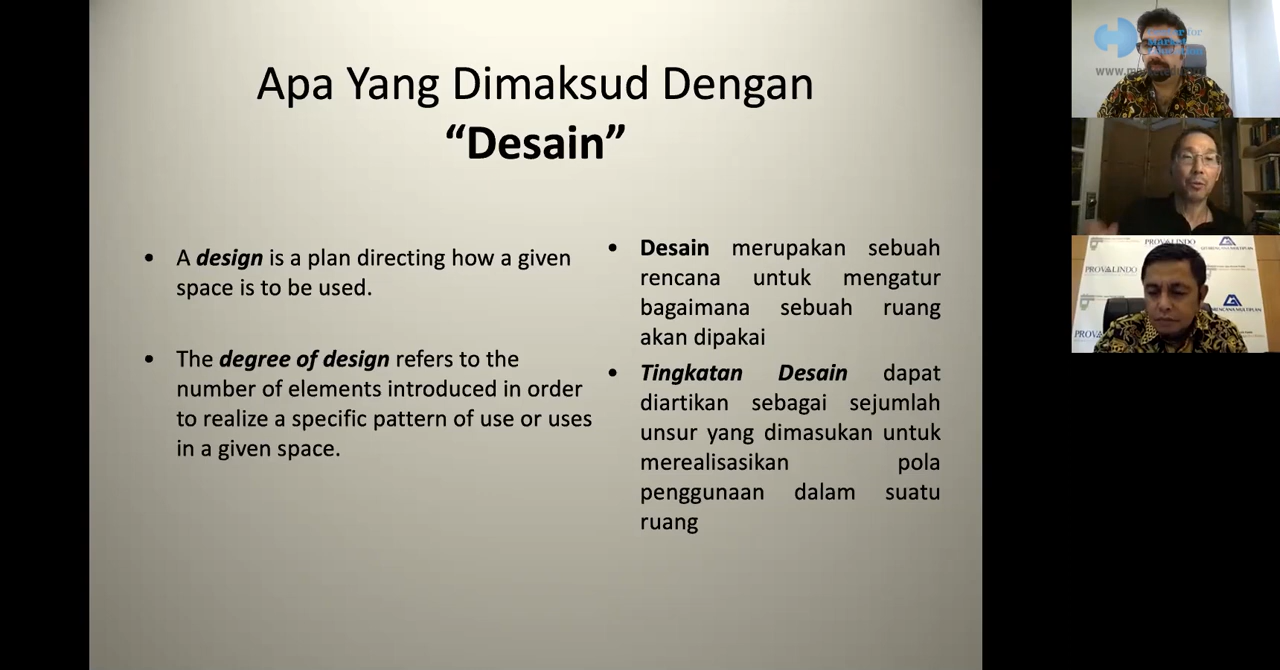 Apa Yang Dimaksud Dengan
“Desain”
• A design is a plan directing how a given
space is to be used.
• The degree of design refers to the
number of elements introduced in order
to realize a specific pattern of use or uses
in a given space.
• Desain merupakan sebuah
rencana untuk mengatur
bagaimana sebuah ruang
akan dipakai
• Tingkatan Desain dapat
diartikan sebagai sejumlah
unsur yang dimasukan untuk
merealisasikan pola
penggunaan dalam suatu
ruang
PROVALINDO
PROVALINDO